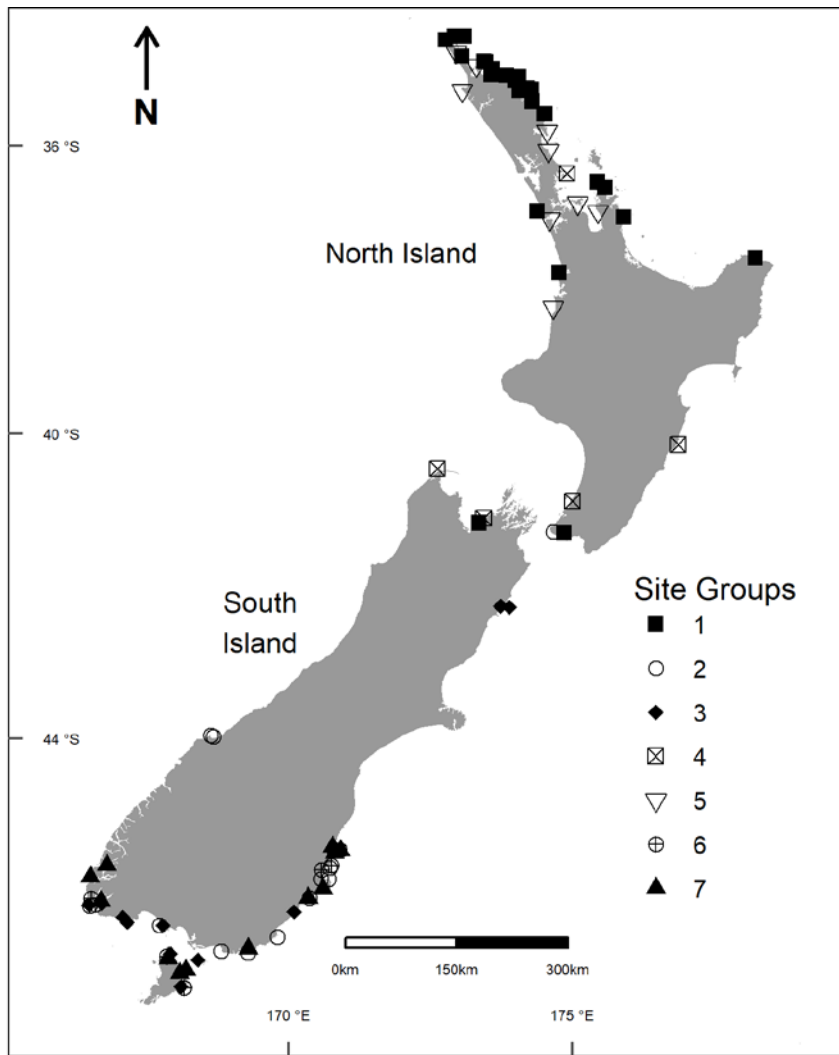 N
36 °S
North Island
40 °S
South
Island
Site Groups
1
2
3
4
5
6
7
44 °S
0km 150km 300km
170 °E 175 °E